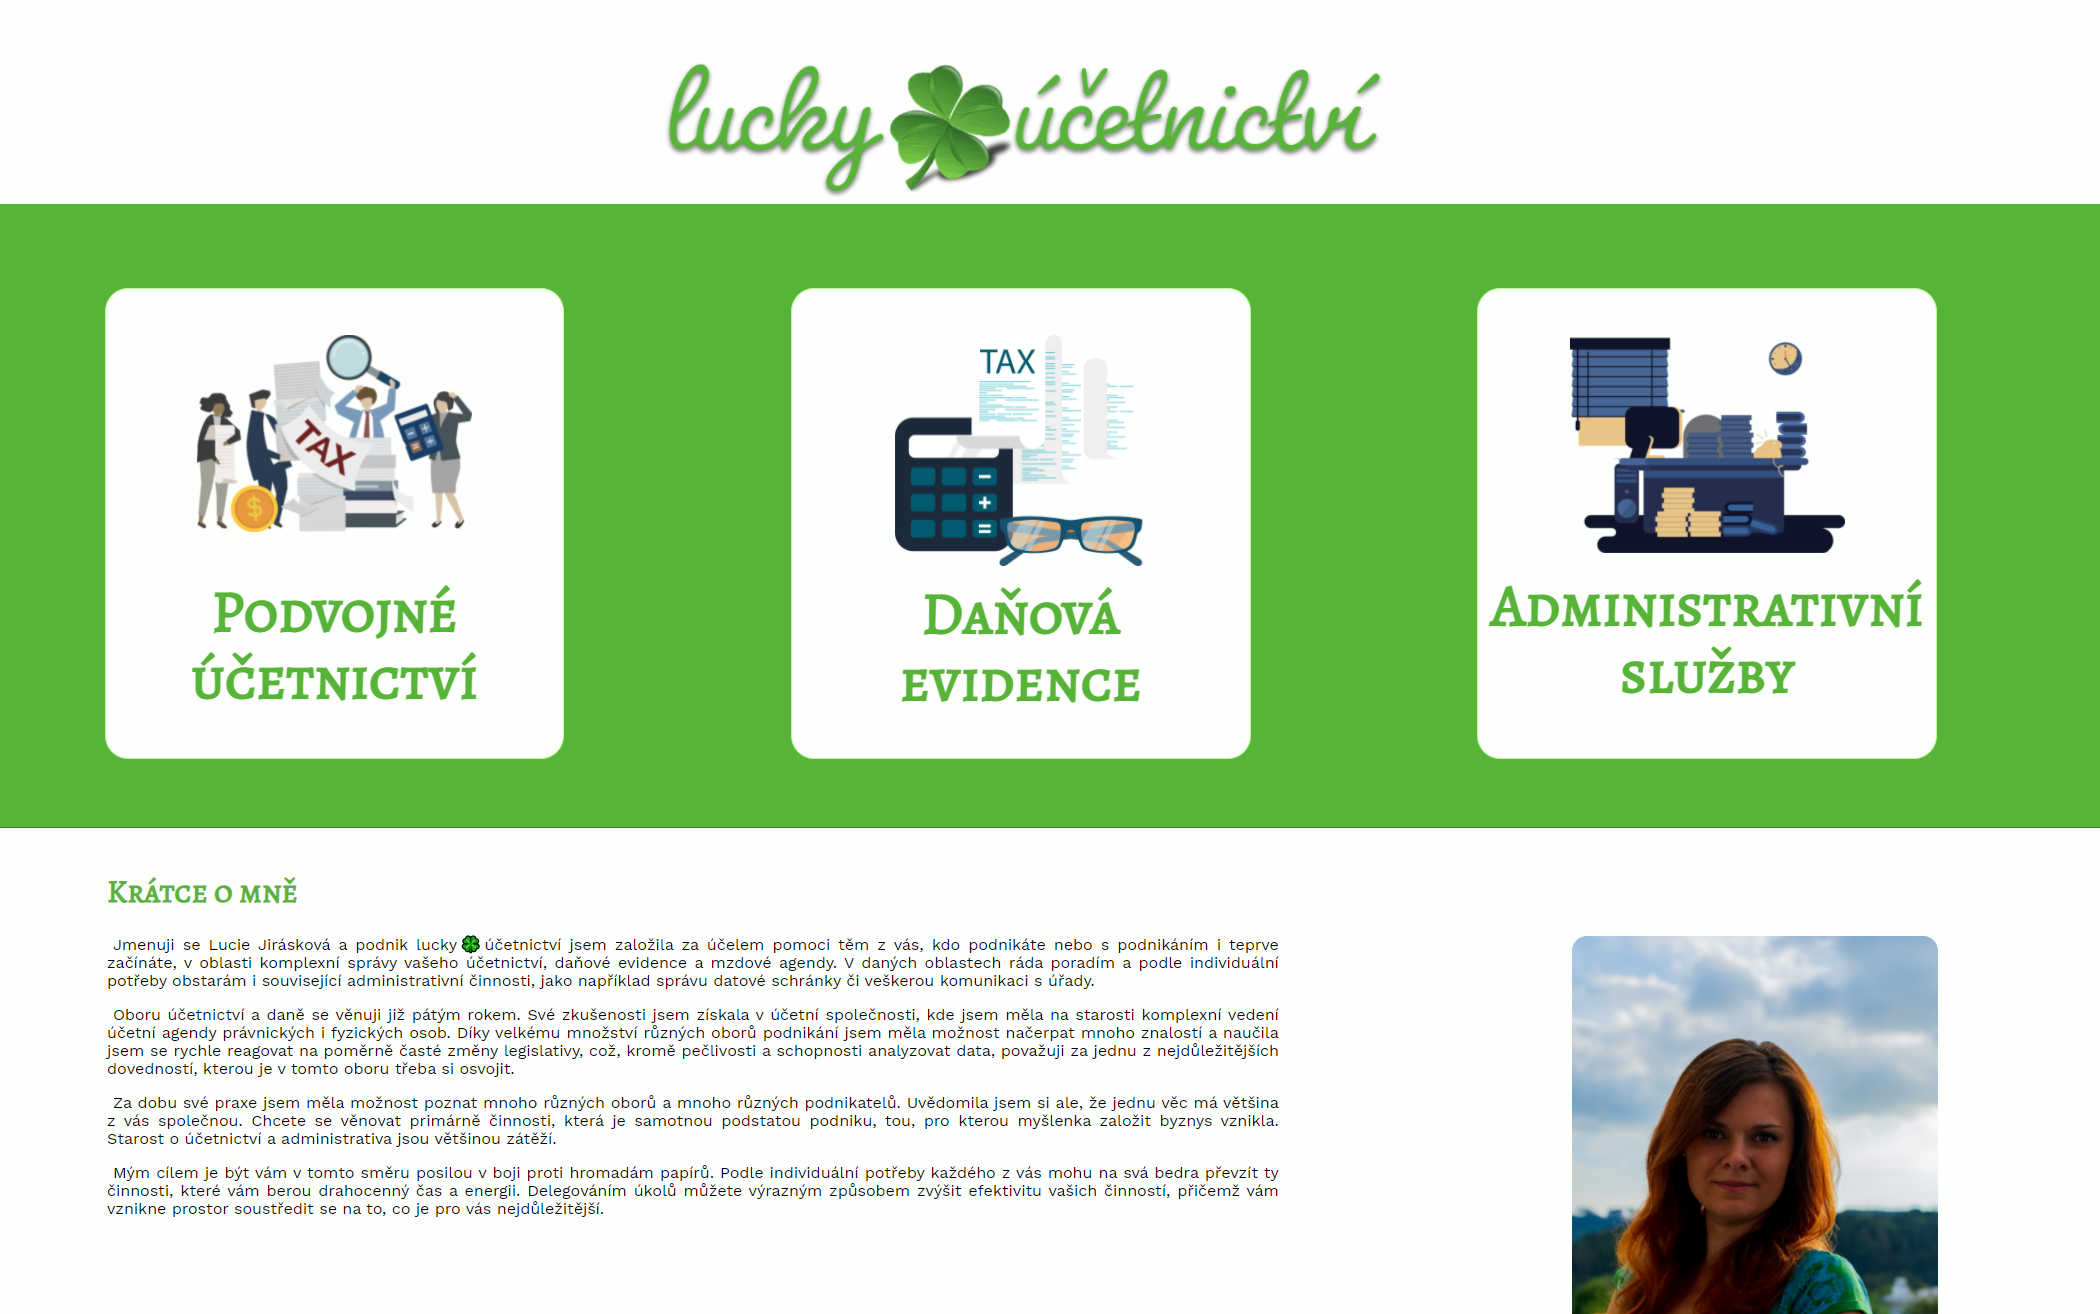 lucky účetnictví
TAX
TAX
Podvojné
účetnictví
Daňová
evidence
Administrativní
služby
Krátce o mně
Jmenuji se Lucie Jirásková a podnik lucky účetnictví jsem založila za účelem pomoci těm z vás, kdo podnikáte nebo s podnikáním i teprve
začínáte, v oblasti komplexní správy vašeho účetnictví, daňové evidence a mzdové agendy. V daných oblastech ráda poradím a podle individuální
potřeby obstarám i související administrativní činnosti, jako například správu datové schránky či veškerou komunikaci s úřady.
Oboru účetnictví a daně se věnuji již pátým rokem. Své zkušenosti jsem získala v účetní společnosti, kde jsem měla na starosti komplexní vedení
účetní agendy právnických i fyzických osob. Díky velkému množství různých oborů podnikání jsem měla možnost načerpat mnoho znalostí a naučila
jsem se rychle reagovat na poměrně časté změny legislativy, což, kromě pečlivosti a schopnosti analyzovat data, považuji za jednu z nejdůležitějších
dovedností, kterou je v tomto oboru třeba si osvojit.
Za dobu své praxe jsem měla možnost poznat mnoho různých oborů a mnoho různých podnikatelů. Uvědomila jsem si ale, že jednu věc má většina
z vás společnou. Chcete se věnovat primárně činnosti, která je samotnou podstatou podniku, tou, pro kterou myšlenka založit byznys vznikla.
Starost o účetnictví a administrativa jsou většinou zátěží.
Mým cílem je být vám v tomto směru posilou v boji proti hromadám papírů. Podle individuální potřeby každého z vás mohu na svá bedra převzít ty
činnosti, které vám berou drahocenný čas a energii. Delegováním úkolů můžete výrazným způsobem zvýšit efektivitu vašich činností, přičemž vám
vznikne prostor soustředit se na to, co je pro vás nejdůležitější.